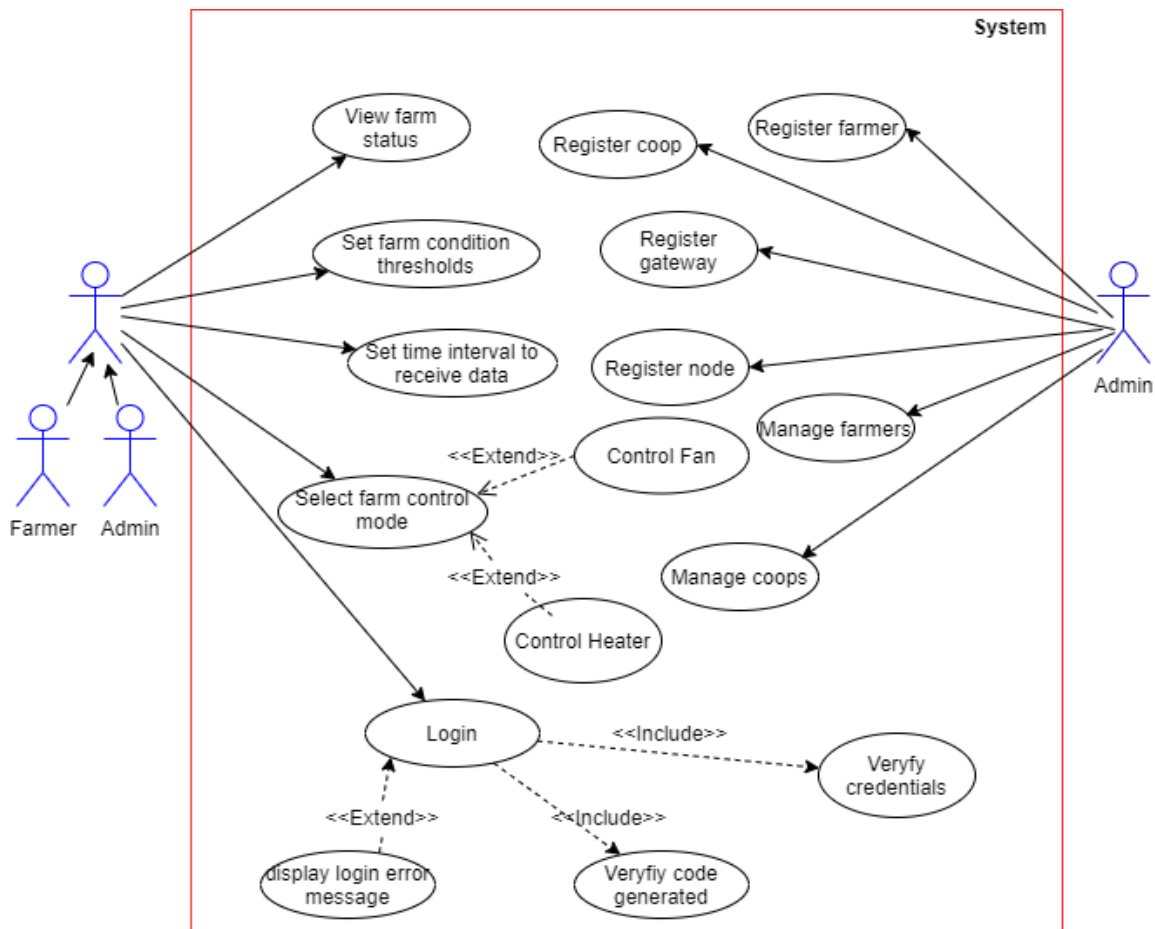 System
View farm
status
Register coop
Register farmer
Set farm condition
thresholds
Register
gateway
Set time interval to
receive data
Register node
Admin
Manage farmers
<<Extend>>
Control Fan
Select farm control
mode
Farmer
Admin
<<Extend>>
Manage coops
Control Heater
Login
<<Include>>
Veryfy
credentials
<<Extend>>
<<Include>>
display login error
message
Veryfiy code
generated